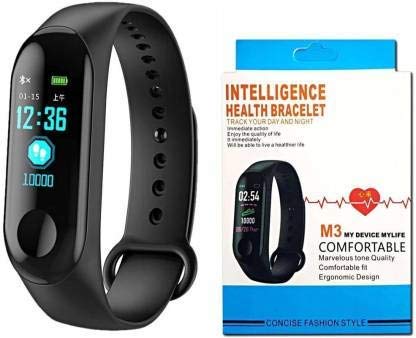 01-15 上午
12:36
10000
INTELLIGENCE
HEALTH BRACELET
TRACK YOUR DAY AND NIGHT
Immediate action
Enjoy the quality of life
It immediately
Will be able to live a healthier life
02:54
10000
M3 MY DEVICE MYLIFE
COMFORTABLE
Marvelous tone Quality
Comfortable fit
Ergonomic Design
CONCISE FASHION STYLE